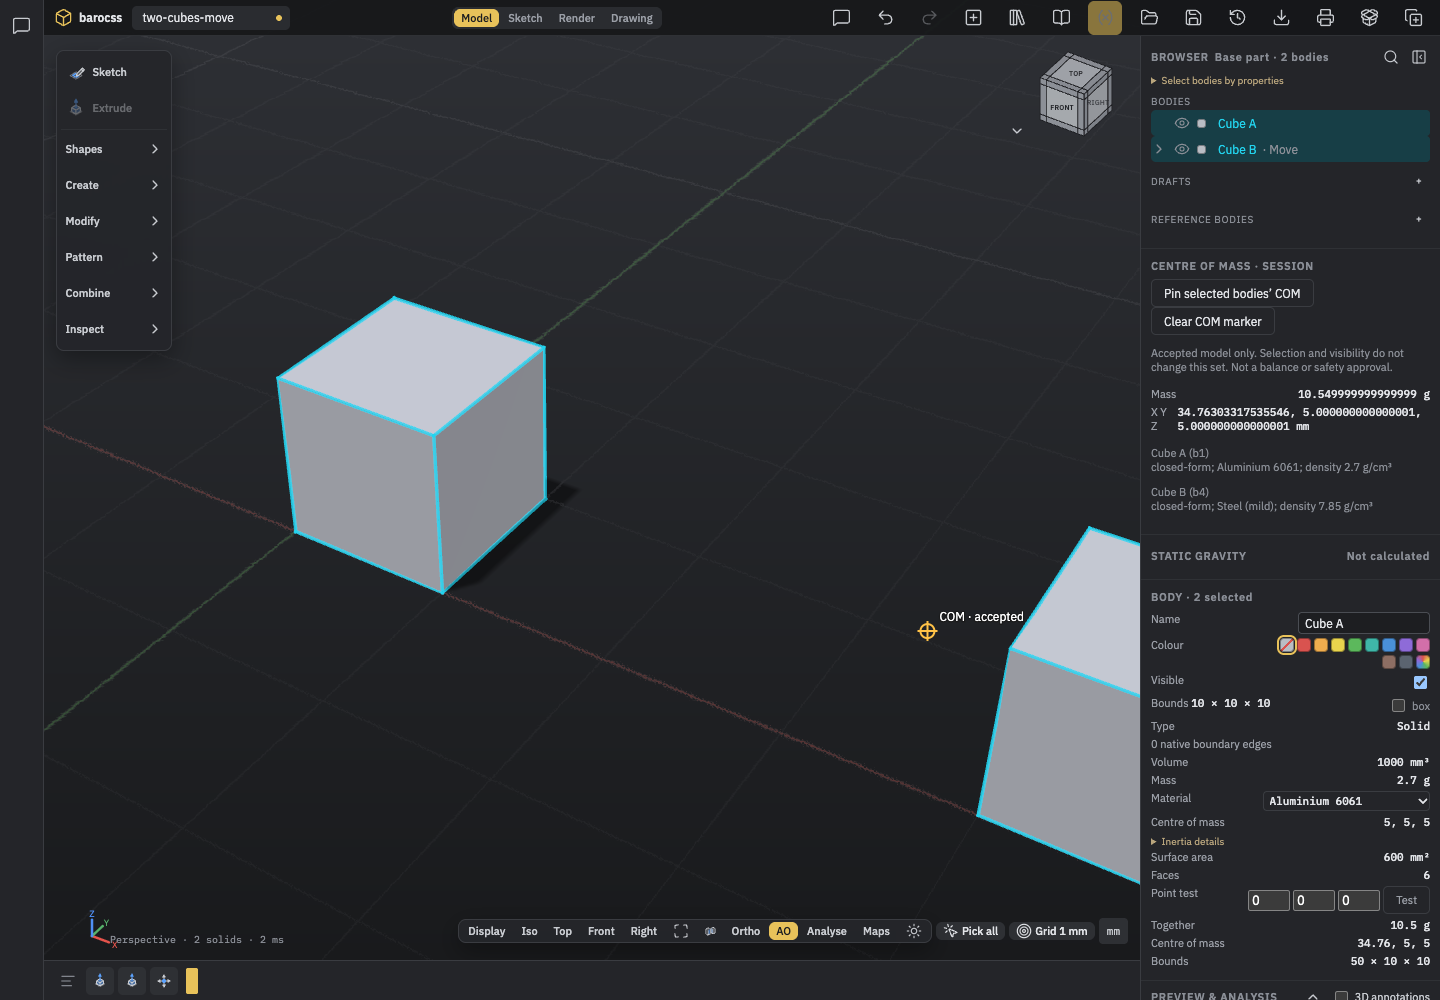 barocss
two-cubes-move
Model
Sketch
Render
Drawing
Sketch
Extrude
Shapes
Create
Modify
Pattern
Combine
Inspect
TOP
FRONT
RIGHT
COM · accepted
Z
Y
X
Perspective · 2 solids · 2 ms
Display
Iso
Top
Front
Right
Ortho
AO
Analyse
Maps
Pick all
Grid 1 mm
mm
BROWSER Base part · 2 bodies
Select bodies by properties
BODIES
Cube A
Cube B · Move
DRAFTS +
REFERENCE BODIES +
CENTRE OF MASS · SESSION
Pin selected bodies’ COM
Clear COM marker
Accepted model only. Selection and visibility do not
change this set. Not a balance or safety approval.
Mass 10.549999999999999 g
X Y 34.76303317535546, 5.000000000000001,
Z 5.000000000000001 mm
Cube A (b1)
closed-form; Aluminium 6061; density 2.7 g/cm³
Cube B (b4)
closed-form; Steel (mild); density 7.85 g/cm³
STATIC GRAVITY Not calculated
BODY · 2 selected
Name Cube A
Colour
Visible
Bounds 10 × 10 × 10 box
Type Solid
0 native boundary edges
Volume 1000 mm³
Mass 2.7 g
Material Aluminium 6061
Centre of mass 5, 5, 5
Inertia details
Surface area 600 mm²
Faces 6
Point test 0 0 0 Test
Together 10.5 g
Centre of mass 34.76, 5, 5
Bounds 50 × 10 × 10
PREVIEW & ANALYSIS 3D annotations